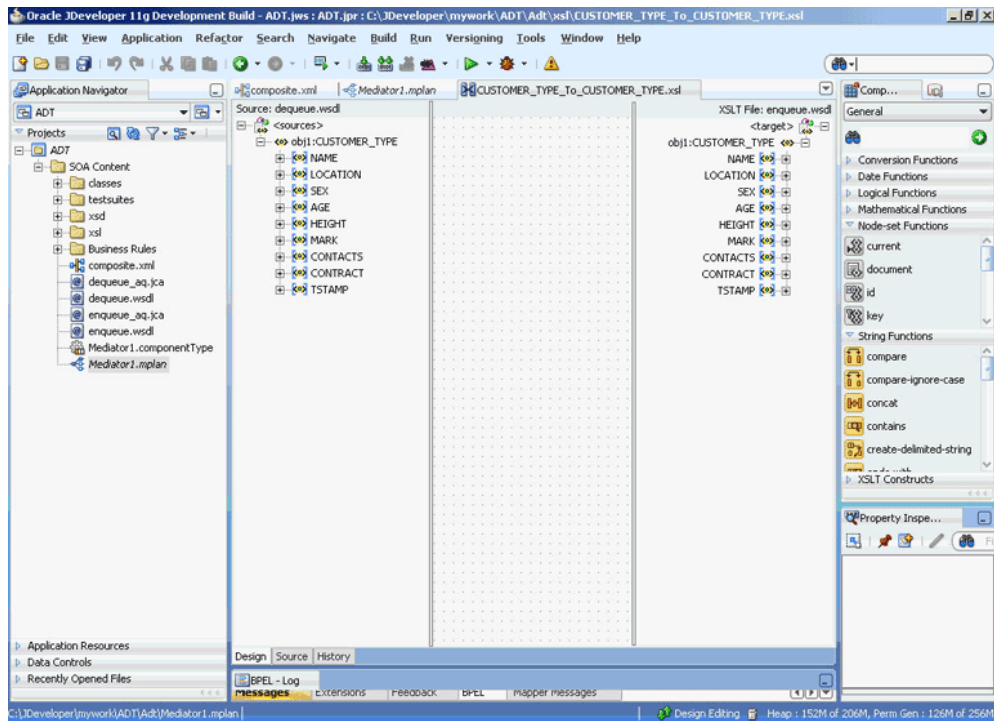 Oracle JDeveloper 11g Development Build - ADT.jws : ADT.jpr : C:\JDeveloper\mywork\ADT\Adt\xsl\CUSTOMER_TYPE_To_CUSTOMER_TYPE.xsl
File Edit View Application Refactor Search Navigate Build Run Versioning Tools Window Help
Application Navigator
ADT
Projects
ADT
SOA Content
classes
testsuites
xsd
xsl
Business Rules
composite.xml
dequeue_aq.jca
dequeue.wsdl
enqueue_aq.jca
enqueue.wsdl
Mediator1.componentType
Mediator1.mplan
Application Resources
Data Controls
Recently Opened Files
composite.xml Mediator1.mplan CUSTOMER_TYPE_To_CUSTOMER_TYPE.xsl
Source: dequeue.wsdl
<sources>
obj1:CUSTOMER_TYPE
NAME
LOCATION
SEX
AGE
HEIGHT
MARK
CONTACTS
CONTRACT
TSTAMP
XSLT File: enqueue.wsdl
<target>
obj1:CUSTOMER_TYPE
NAME
LOCATION
SEX
AGE
HEIGHT
MARK
CONTACTS
CONTRACT
TSTAMP
Design Source History
BPEL - Log
Messages Extensions Feedback BPEL Mapper Messages
Comp...
General
Conversion Functions
Date Functions
Logical Functions
Mathematical Functions
Node-set Functions
current
document
id
key
String Functions
compare
compare-ignore-case
concat
contains
create-delimited-string
XSLT Constructs
Property Inspe...
C:\JDeveloper\mywork\ADT\Adt\Mediator1.mplan
Design Editing Heap : 152M of 206M, Perm Gen : 126M of 256M